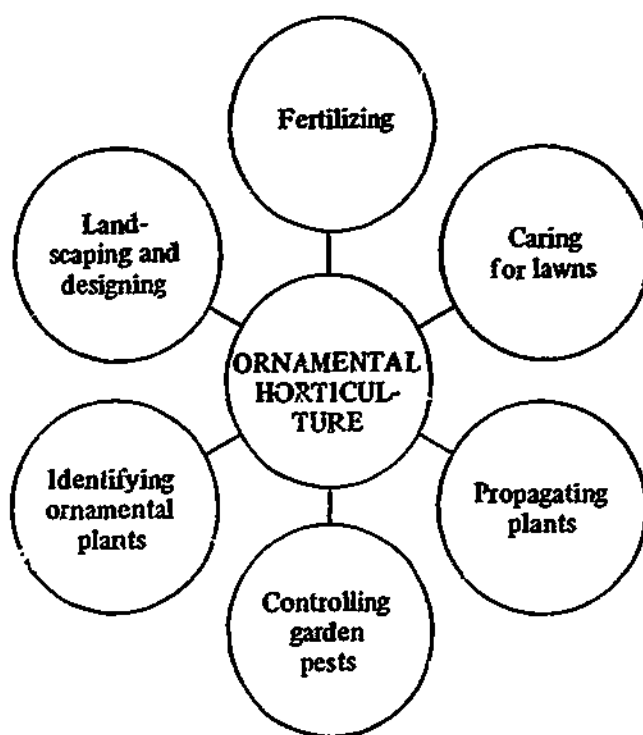 Fertilizing
Land-
scaping and
designing
Caring
for lawns
ORNAMENTAL
HORTICUL-
TURE
Identifying
ornamental
plants
Propagating
plants
Controlling
garden
pests